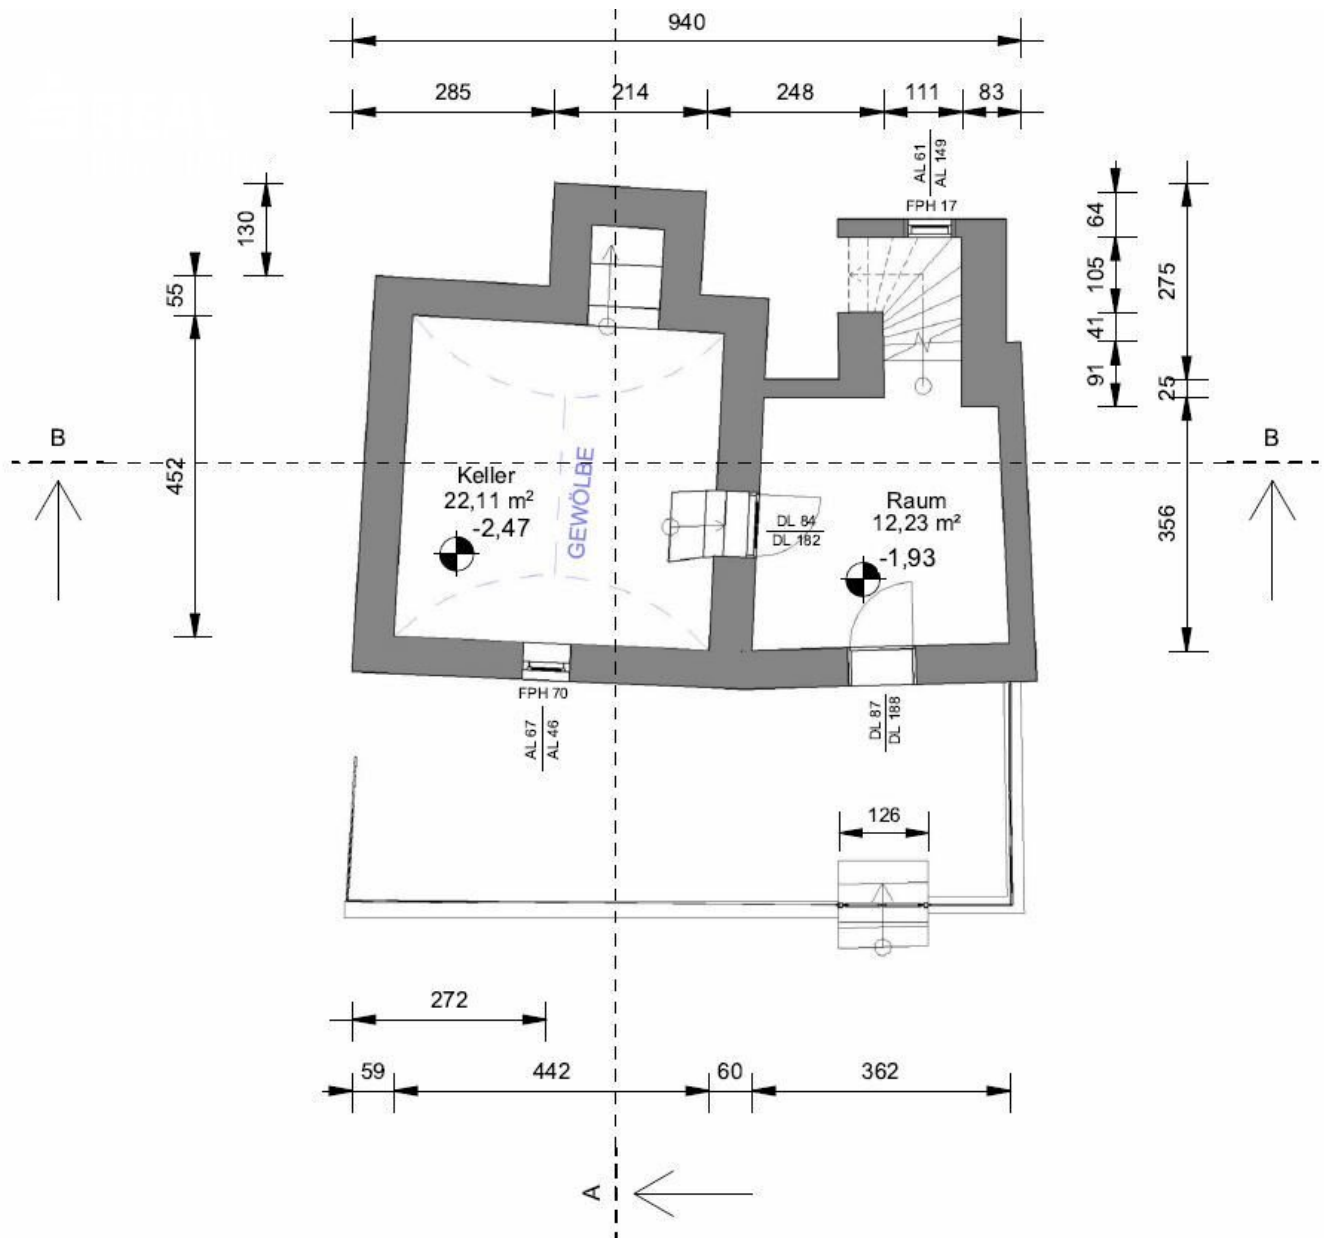 940
285 214 248 111 83
AL 61
AL 149
FPH 17
130
55
452
64
105
41
91
275
25
356
B
B
Keller
22,11 m²
-2,47
GEWÖLBE
DL 84
DL 182
Raum
12,23 m²
-1,93
FPH 70
AL 67
AL 46
DL 87
DL 188
126
272
59 442 60 362
A